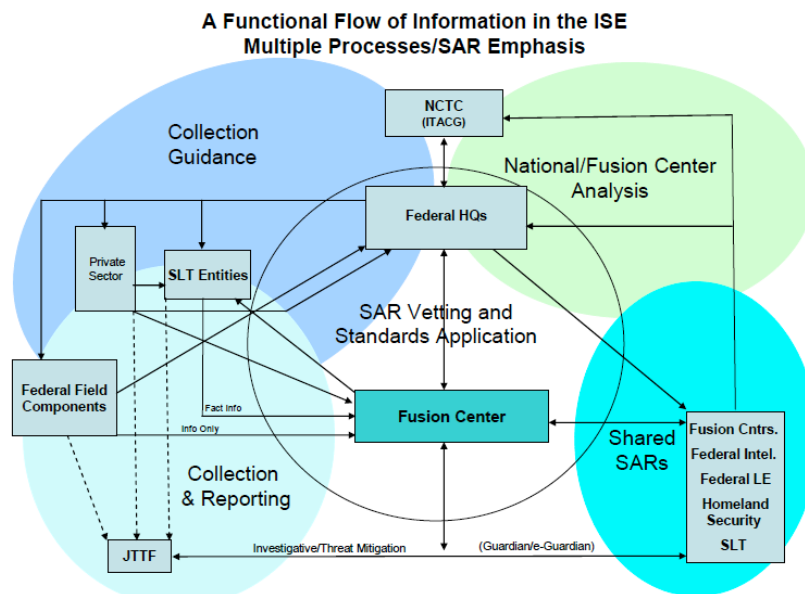 A Functional Flow of Information in the ISE
Multiple Processes/SAR Emphasis
NCTC
(ITACG)
Collection
Guidance
National/Fusion Center
Analysis
Federal HQs
Private
Sector
SLT Entities
SAR Vetting and
Standards Application
Federal Field
Components
Fact Info
Fusion Center
Info Only
Shared
SARs
Fusion Cntrs.
Federal Intel.
Federal LE
Homeland
Security
SLT
Collection
& Reporting
JTTF
Investigative/Threat Mitigation
(Guardian/e-Guardian)